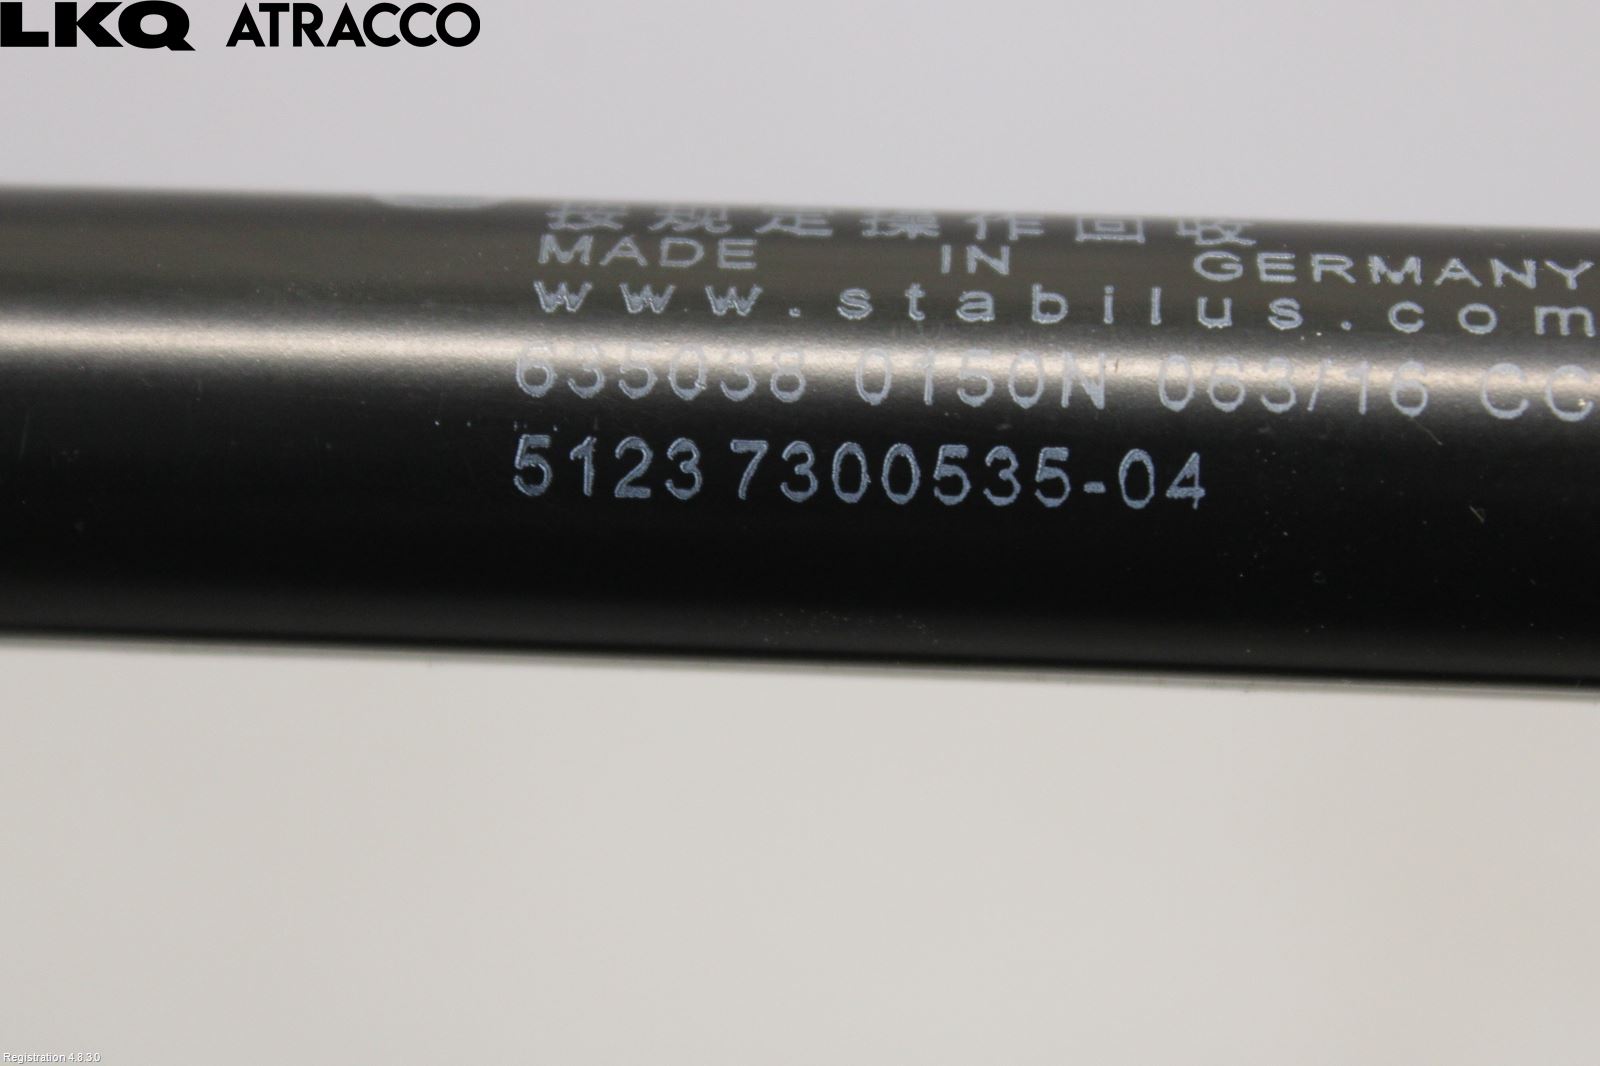 LKQ ATRACCO
按规定操作回收
MADE IN GERMANY
www.stabilus.com
635038 0150N 063/16 CC
5123 7300535-04
Registration 4.8.3.0